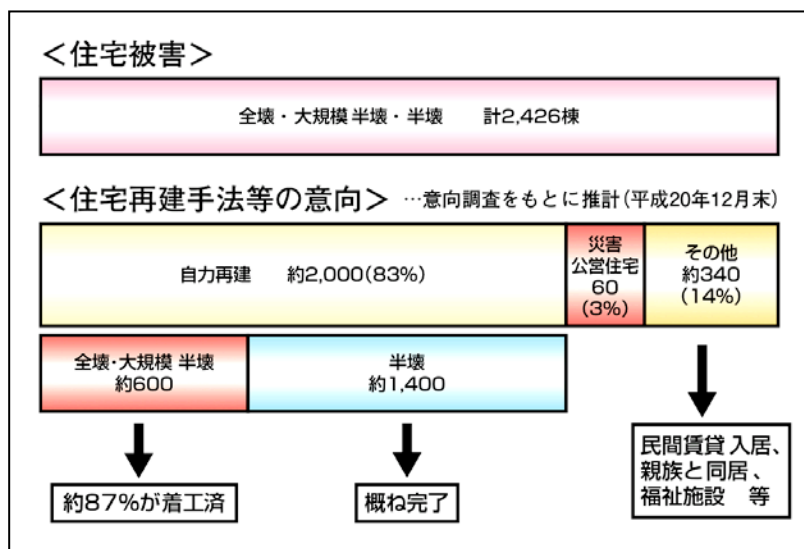 <住宅被害>
全壊・大規模 半壊・半壊 計2,426棟
<住宅再建手法等の意向> …意向調査をもとに推計(平成20年12月末)
自力再建 約2,000(83%)
災害
公営住宅
60
(3%)
その他
約340
(14%)
全壊・大規模 半壊
約600
半壊
約1,400
約87%が着工済
概ね完了
民間賃貸 入居、
親族と同居、
福祉施設 等